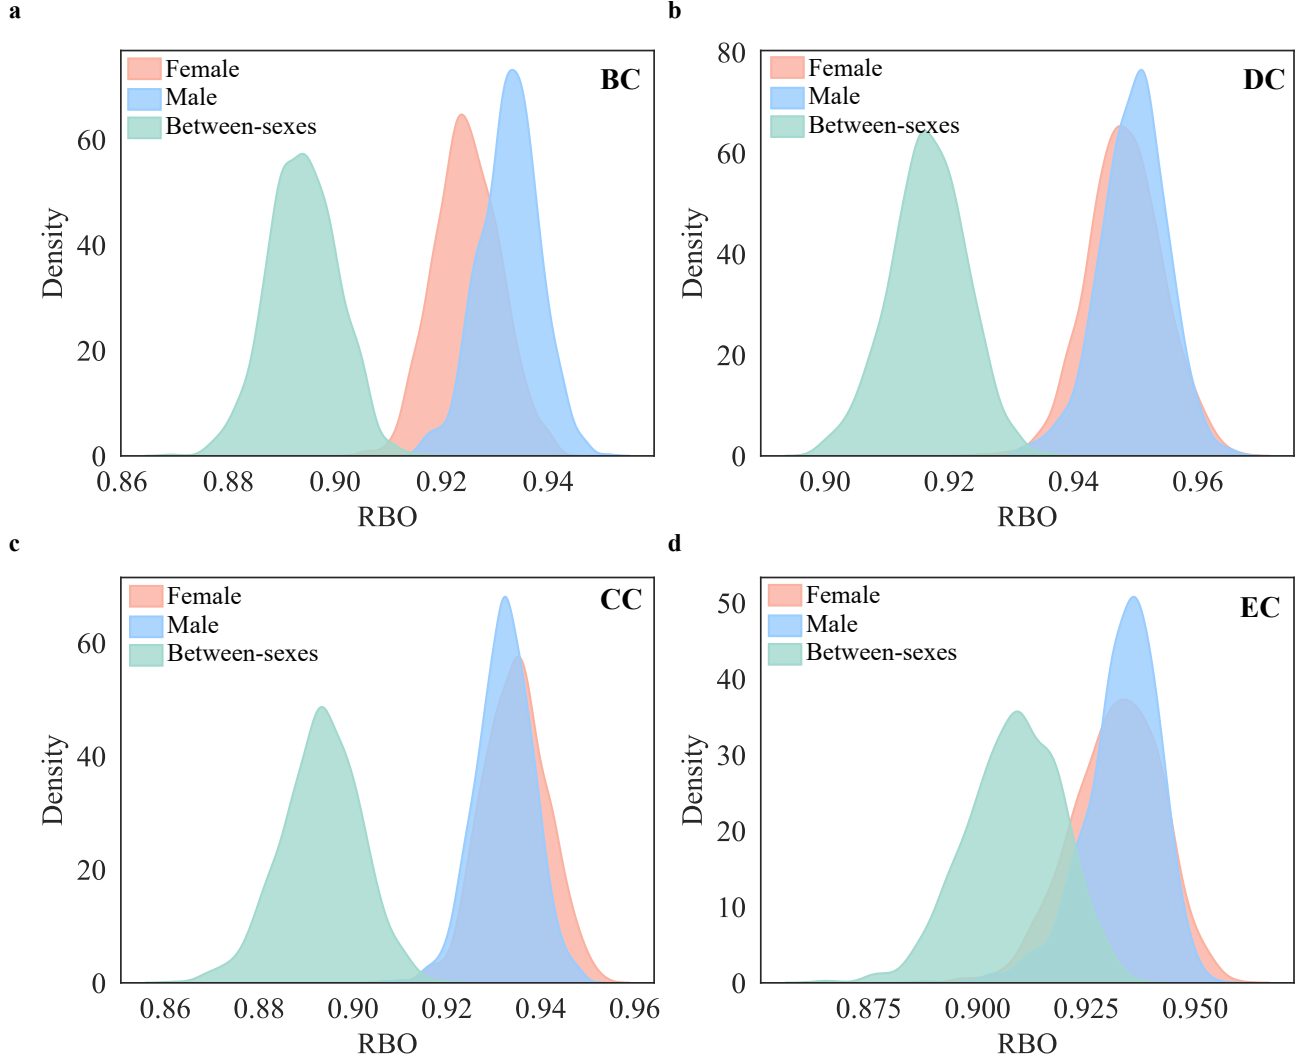 a
BC
Female
Male
Between-sexes
Density
60
40
20
0
0.86 0.88 0.90 0.92 0.94
RBO
b
DC
Female
Male
Between-sexes
Density
80
60
40
20
0
0.90 0.92 0.94 0.96
RBO
c
CC
Female
Male
Between-sexes
Density
60
40
20
0
0.86 0.88 0.90 0.92 0.94 0.96
RBO
d
EC
Female
Male
Between-sexes
Density
50
40
30
20
10
0
0.875 0.900 0.925 0.950
RBO